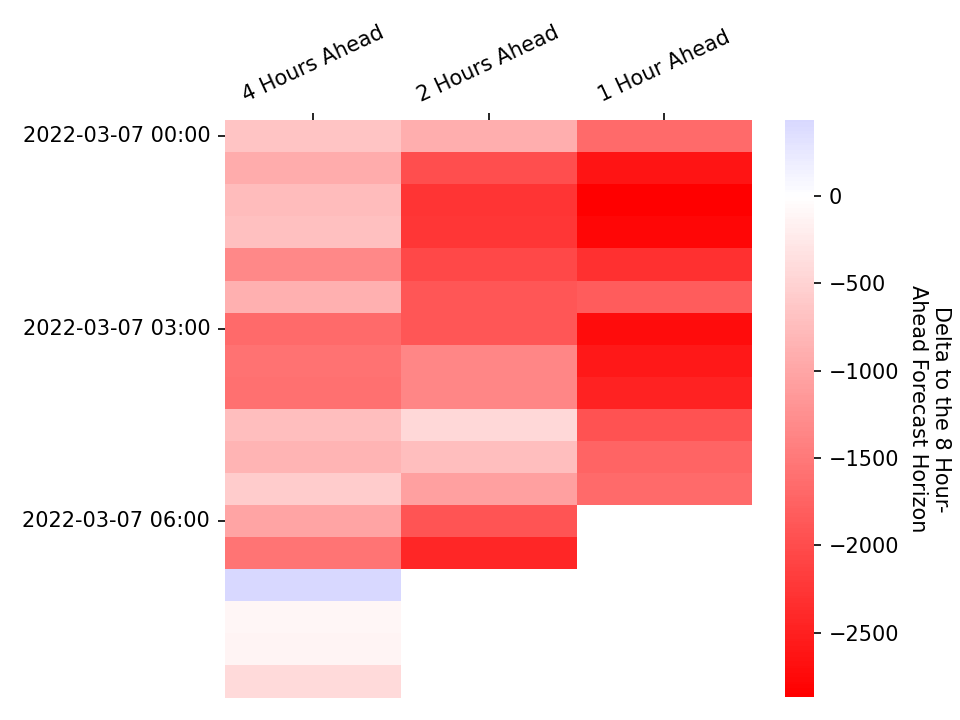 4 Hours Ahead
2 Hours Ahead
1 Hour Ahead
2022-03-07 00:00
2022-03-07 03:00
2022-03-07 06:00
0
−500
−1000
−1500
−2000
−2500
Delta to the 8 Hour-
Ahead Forecast Horizon